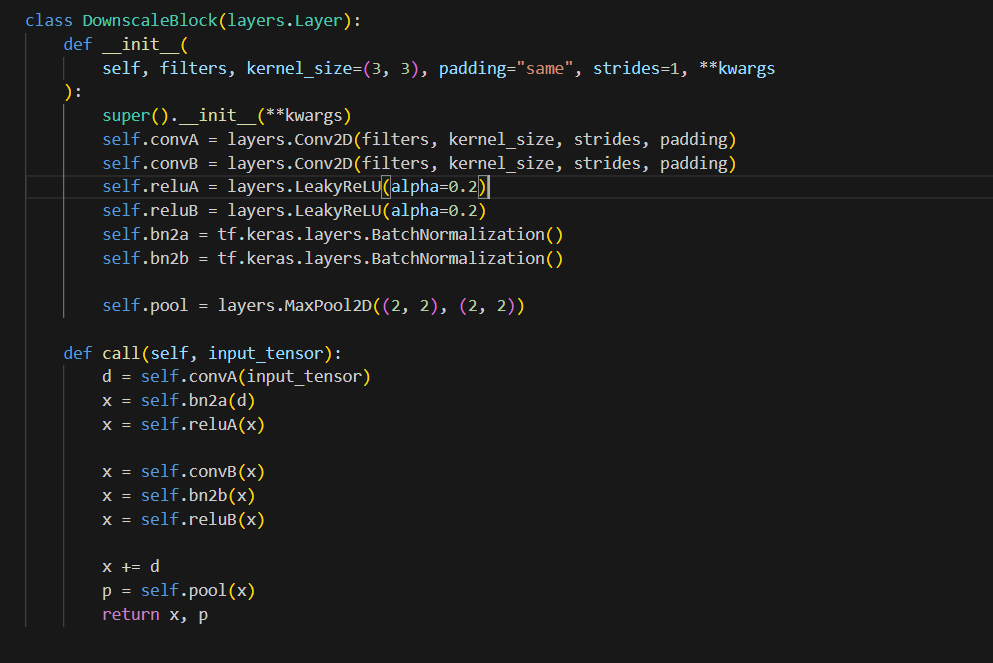 class DownscaleBlock(layers.Layer):
    def __init__(
        self, filters, kernel_size=(3, 3), padding="same", strides=1, **kwargs
    ):
        super().__init__(**kwargs)
        self.convA = layers.Conv2D(filters, kernel_size, strides, padding)
        self.convB = layers.Conv2D(filters, kernel_size, strides, padding)
        self.reluA = layers.LeakyReLU(alpha=0.2)
        self.reluB = layers.LeakyReLU(alpha=0.2)
        self.bn2a = tf.keras.layers.BatchNormalization()
        self.bn2b = tf.keras.layers.BatchNormalization()

        self.pool = layers.MaxPool2D((2, 2), (2, 2))

    def call(self, input_tensor):
        d = self.convA(input_tensor)
        x = self.bn2a(d)
        x = self.reluA(x)

        x = self.convB(x)
        x = self.bn2b(x)
        x = self.reluB(x)

        x += d
        p = self.pool(x)
        return x, p